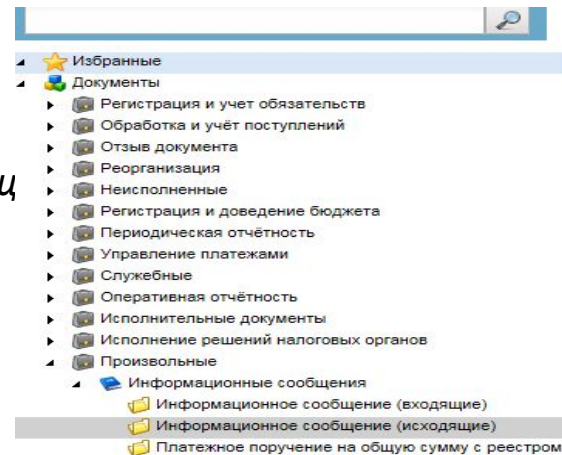 Избранные
Документы
Регистрация и учет обязательств
Обработка и учёт поступлений
Отзыв документа
Реорганизация
ц
Неисполненные
Регистрация и доведение бюджета
Периодическая отчётность
Управление платежами
Служебные
Оперативная отчётность
Исполнительные документы
Исполнение решений налоговых органов
Произвольные
Информационные сообщения
Информационное сообщение (входящие)
Информационное сообщение (исходящие)
Платежное поручение на общую сумму с реестром